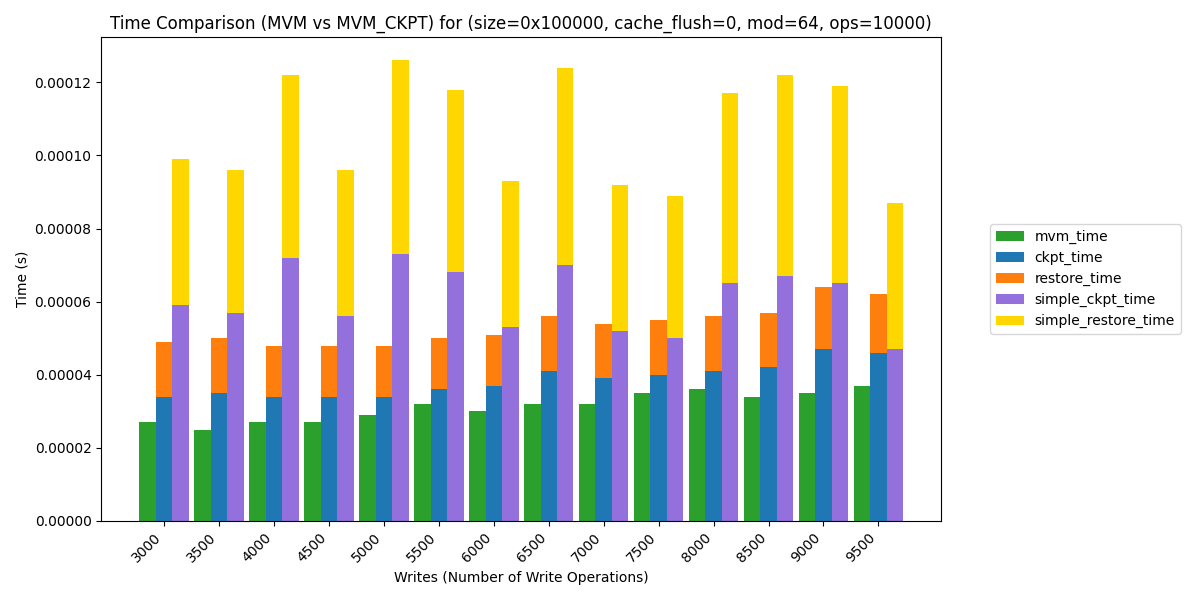 Time Comparison (MVM vs MVM_CKPT) for (size=0x100000, cache_flush=0, mod=64, ops=10000)
Time (s)
0.00012
0.00010
0.00008
0.00006
0.00004
0.00002
0.00000
3000 3500 4000 4500 5000 5500 6000 6500 7000 7500 8000 8500 9000 9500
Writes (Number of Write Operations)
mvm_time
ckpt_time
restore_time
simple_ckpt_time
simple_restore_time